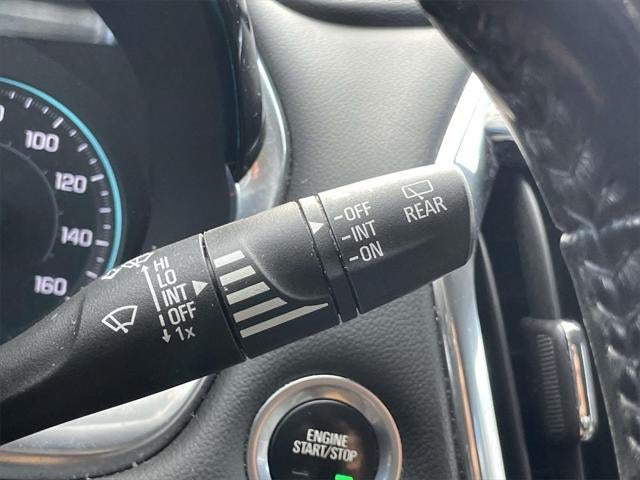 100
120
140
160
HI
LO
INT
OFF
1x
-OFF
-INT
-ON
REAR
ENGINE
START/STOP